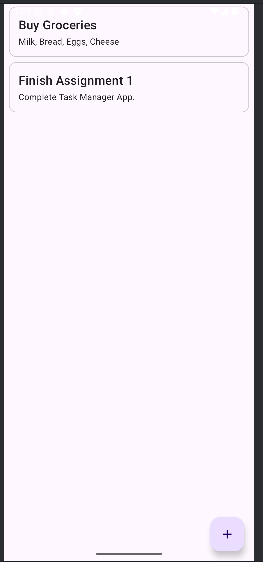 Buy Groceries
Milk, Bread, Eggs, Cheese
Finish Assignment 1
Complete Task Manager App.
+